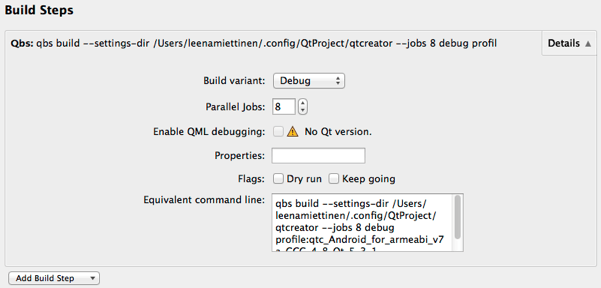 Build Steps
Qbs: qbs build --settings-dir /Users/leenamiettinen/.config/QtProject/qtcreator --jobs 8 debug profil
Details
Build variant: Debug
Parallel Jobs: 8
Enable QML debugging: No Qt version.
Properties:
Flags: Dry run Keep going
Equivalent command line:
qbs build --settings-dir /Users/
leenamiettinen/.config/QtProject/
qtcreator --jobs 8 debug
profile:qtc_Android_for_armeabi_v7
a_GCC_4_8_Qt_5_3_1
Add Build Step